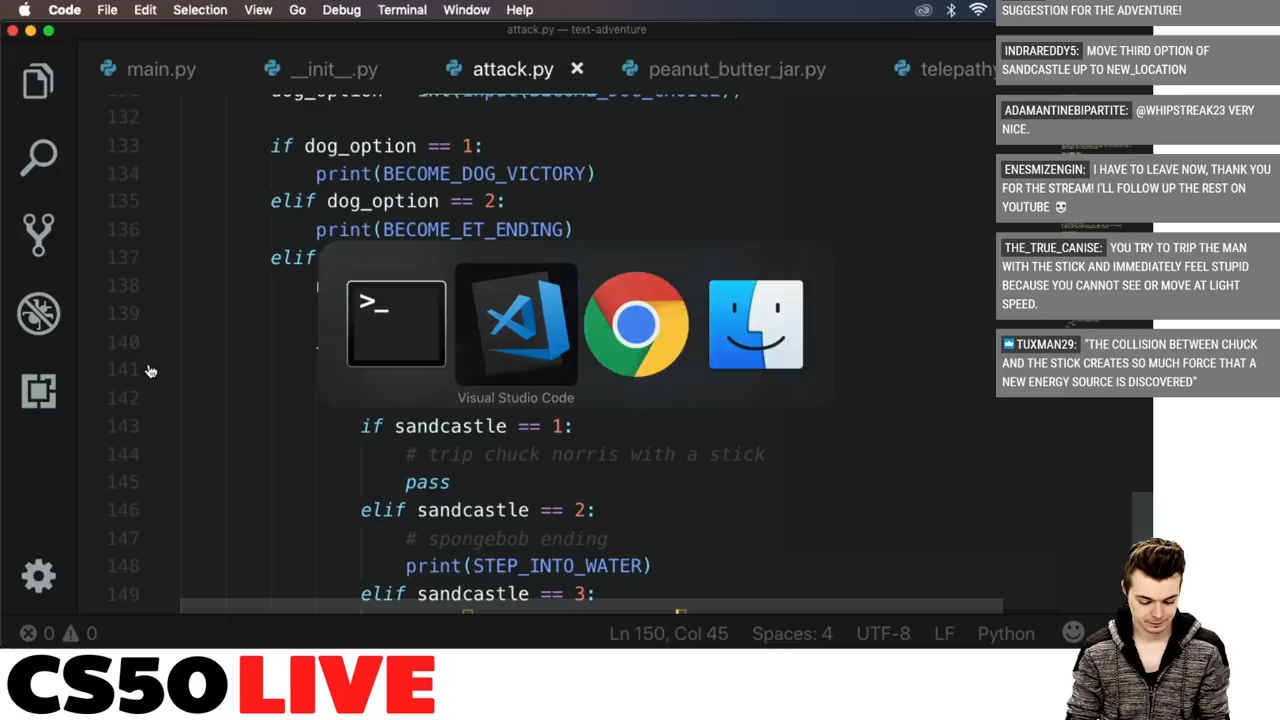 Code File Edit Selection View Go Debug Terminal Window Help
attack.py — text-adventure
main.py __init__.py attack.py × peanut_butter_jar.py telepathy
132
133 if dog_option == 1:
134 print(BECOME_DOG_VICTORY)
135 elif dog_option == 2:
136 print(BECOME_ET_ENDING)
137 elif
138
139
140
141
142
143 if sandcastle == 1:
144 # trip chuck norris with a stick
145 pass
146 elif sandcastle == 2:
147 # spongebob ending
148 print(STEP_INTO_WATER)
149 elif sandcastle == 3:
>_
Visual Studio Code
0 0 Ln 150, Col 45 Spaces: 4 UTF-8 LF Python
SUGGESTION FOR THE ADVENTURE!
INDRAREDDY5: MOVE THIRD OPTION OF
SANDCASTLE UP TO NEW_LOCATION
ADAMANTINEBIPARTITE: @WHIPSTREAK23 VERY
NICE.
ENESMIZENGIN: I HAVE TO LEAVE NOW, THANK YOU
FOR THE STREAM! I'LL FOLLOW UP THE REST ON
YOUTUBE
THE_TRUE_CANISE: YOU TRY TO TRIP THE MAN
WITH THE STICK AND IMMEDIATELY FEEL STUPID
BECAUSE YOU CANNOT SEE OR MOVE AT LIGHT
SPEED.
TUXMAN29: "THE COLLISION BETWEEN CHUCK
AND THE STICK CREATES SO MUCH FORCE THAT A
NEW ENERGY SOURCE IS DISCOVERED"
CS50 LIVE